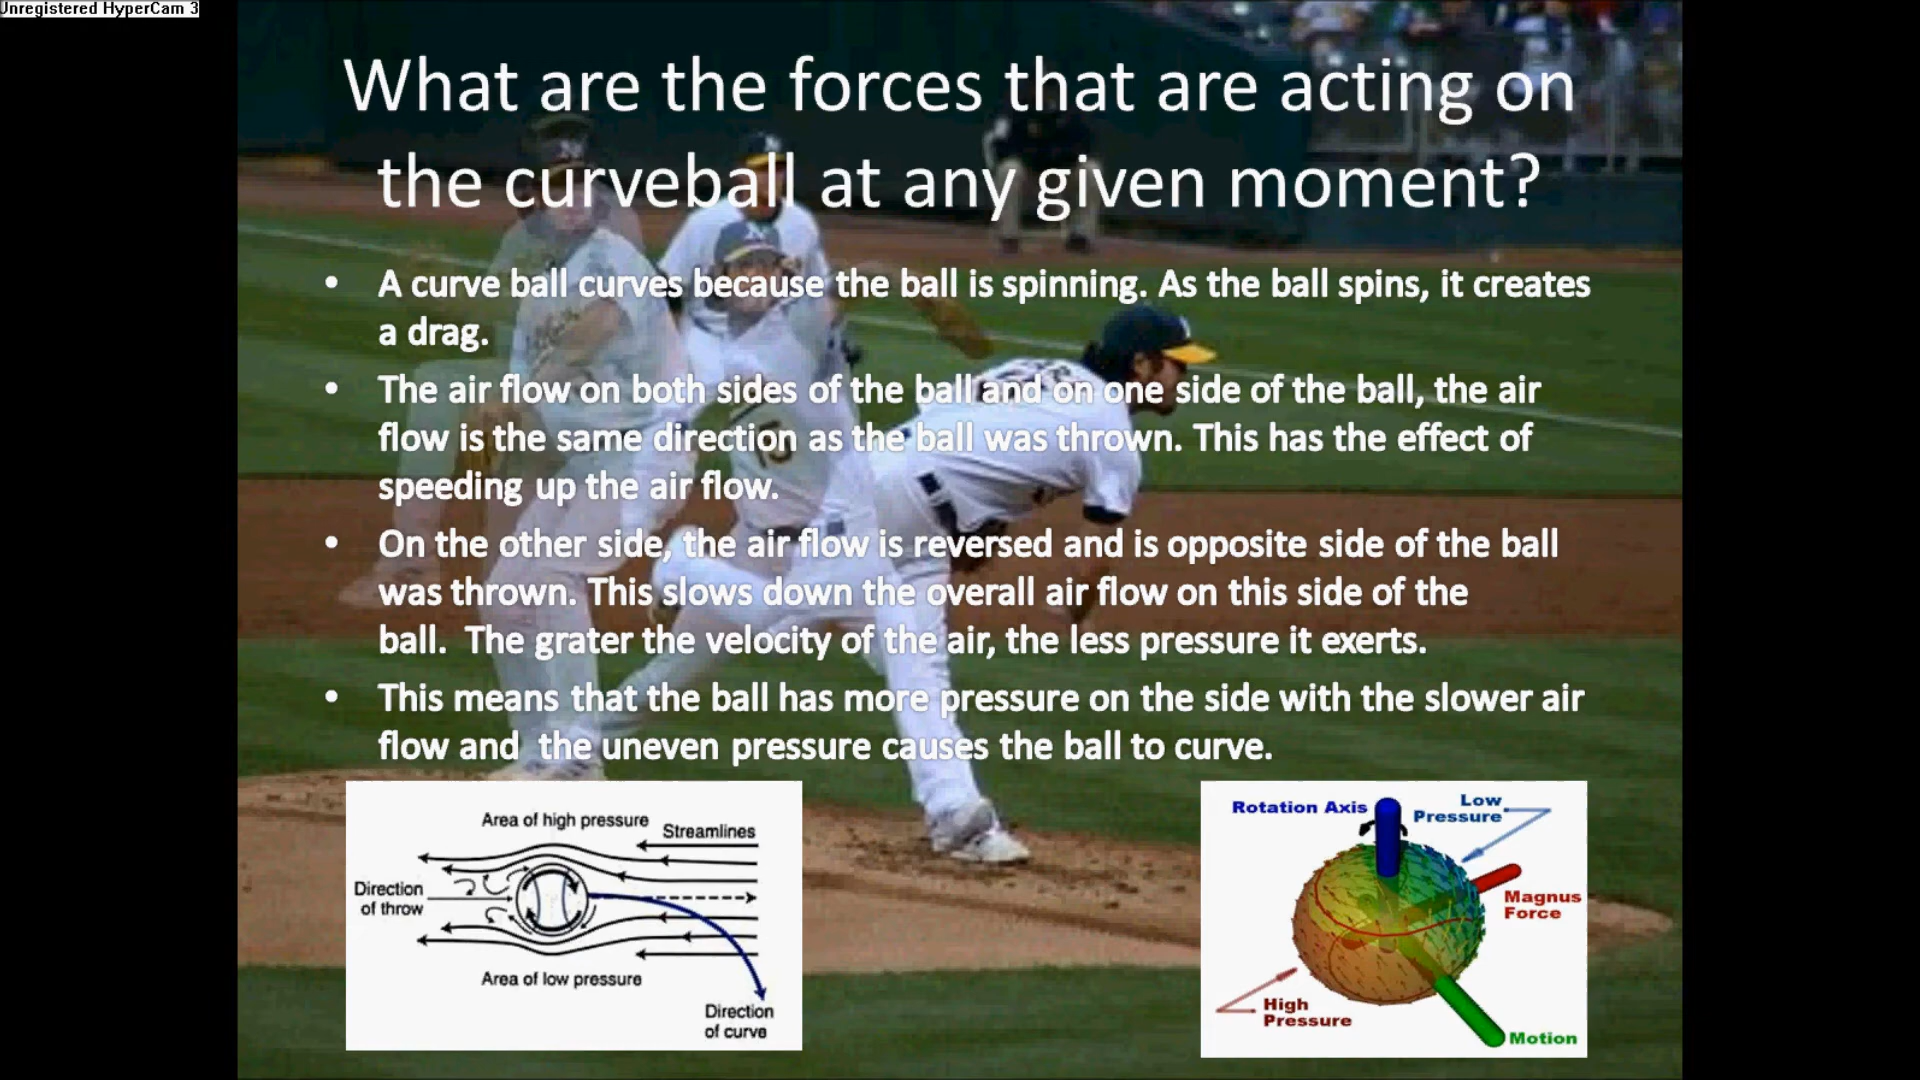 Unregistered HyperCam 3
What are the forces that are acting on
the curveball at any given moment?
• A curve ball curves because the ball is spinning. As the ball spins, it creates
a drag.
• The air flow on both sides of the ball and on one side of the ball, the air
flow is the same direction as the ball was thrown. This has the effect of
speeding up the air flow.
• On the other side, the air flow is reversed and is opposite side of the ball
was thrown. This slows down the overall air flow on this side of the
ball.  The grater the velocity of the air, the less pressure it exerts.
• This means that the ball has more pressure on the side with the slower air
flow and  the uneven pressure causes the ball to curve.
Area of high pressure
Streamlines
Direction
of throw
Area of low pressure
Direction
of curve
Rotation Axis
Low
Pressure
Magnus
Force
High
Pressure
Motion